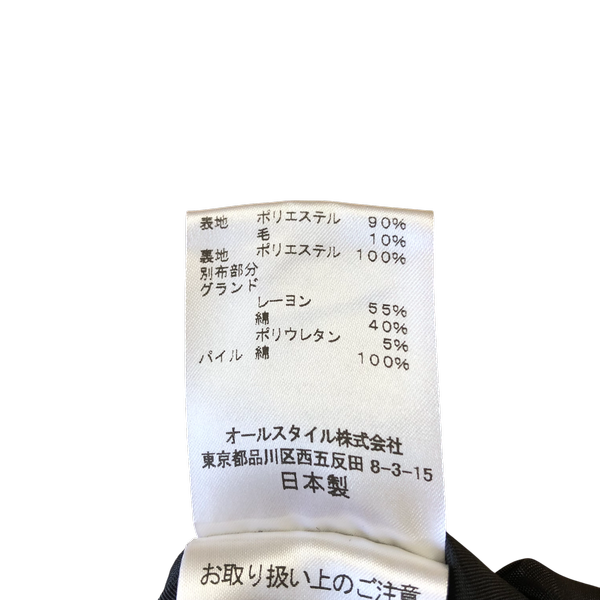 表地 ポリエステル 90%
毛 10%
裏地 ポリエステル 100%
別布部分
グランド
レーヨン 55%
綿 40%
ポリウレタン 5%
パイル 綿 100%
オールスタイル株式会社
東京都品川区西五反田 8-3-15
日本製
お取り扱い上のご注意